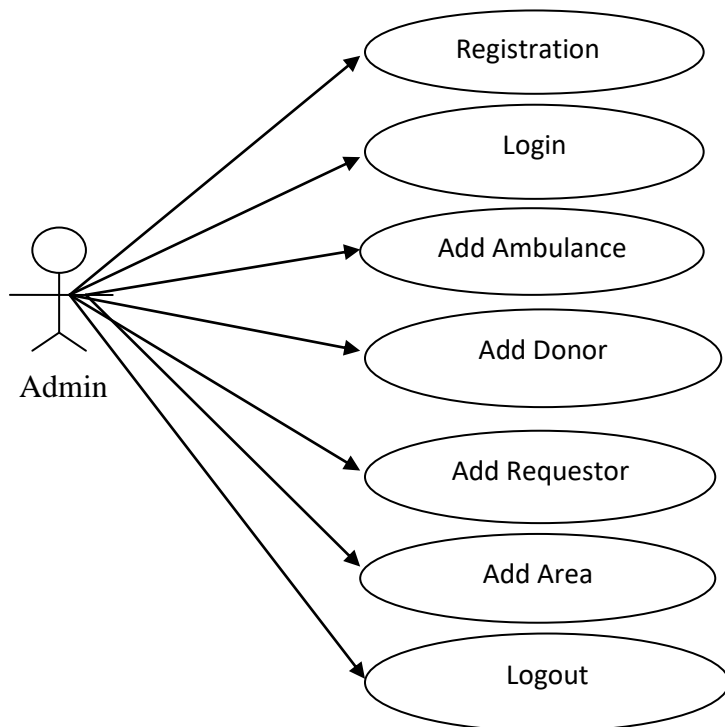 Registration
Login
Add Ambulance
Add Donor
Admin
Add Requestor
Add Area
Logout